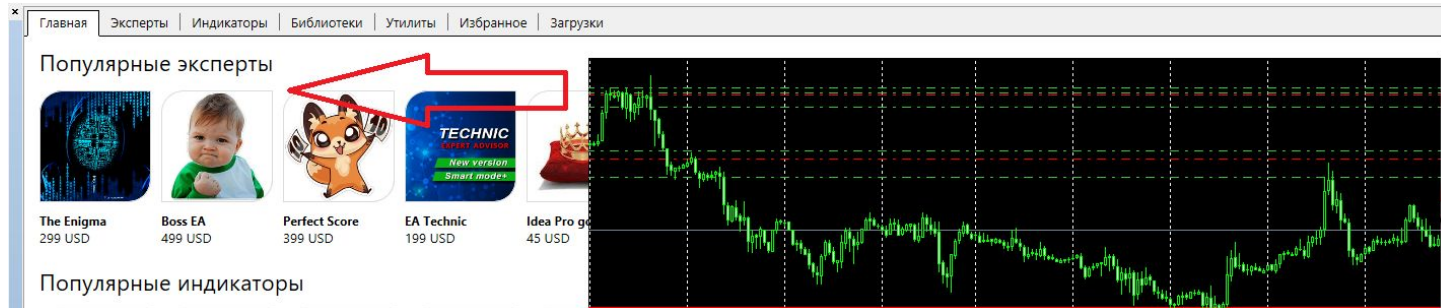 Главная Эксперты Индикаторы Библиотеки Утилиты Избранное Загрузки
Популярные эксперты
TECHNIC
EXPERT ADVISOR
New version
Smart mode+
The Enigma Boss EA Perfect Score EA Technic Idea Pro
299 USD 499 USD 399 USD 199 USD 45 USD
Популярные индикаторы